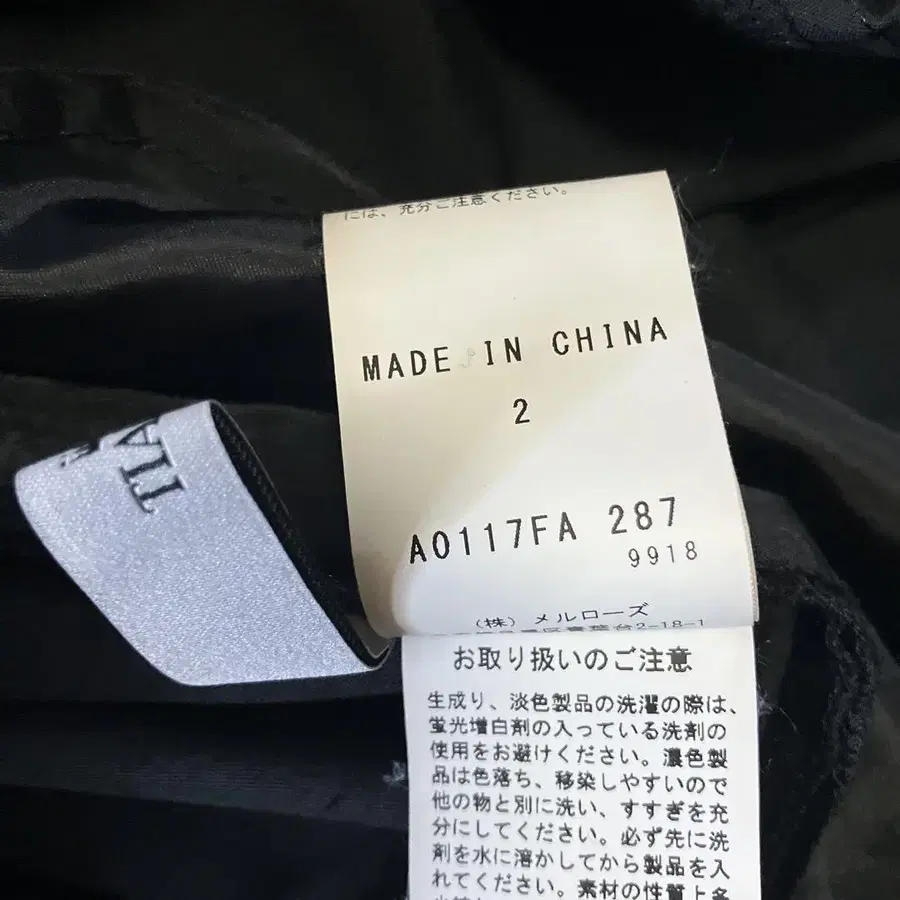 には、充分ご注意ください。
MADE IN CHINA
2
A0117FA 287
9918
(株) メルローズ
2-18-1
お取り扱いのご注意
生成り、淡色製品の洗濯の際は、
蛍光増白剤の入っている洗剤の
使用をお避けください。濃色製
品は色落ち、移染しやすいので
他の物と別に洗い、すすぎを充
分にしてください。必ず先に洗
剤を水に溶かしてから製品を入
れてください。素材の性質上多
TIA